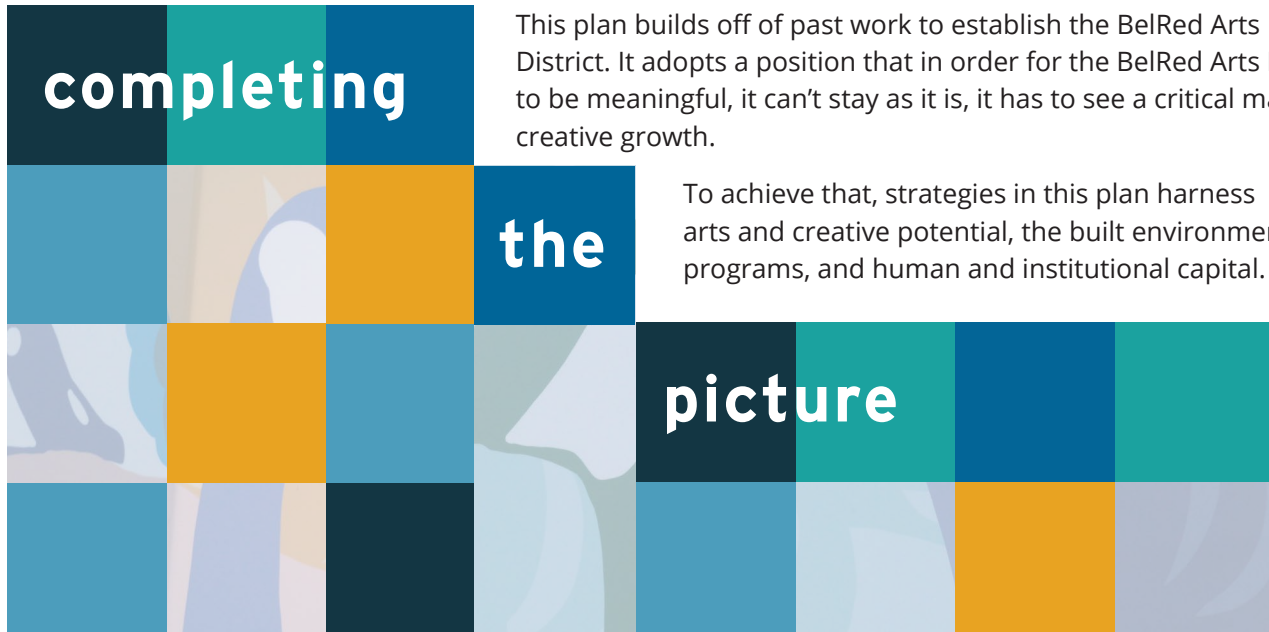 completing
This plan builds off of past work to establish the BelRed Arts
District. It adopts a position that in order for the BelRed Arts
to be meaningful, it can't stay as it is, it has to see a critical
creative growth.
the
To achieve that, strategies in this plan harness
arts and creative potential, the built
programs, and human and institutional capital.
picture